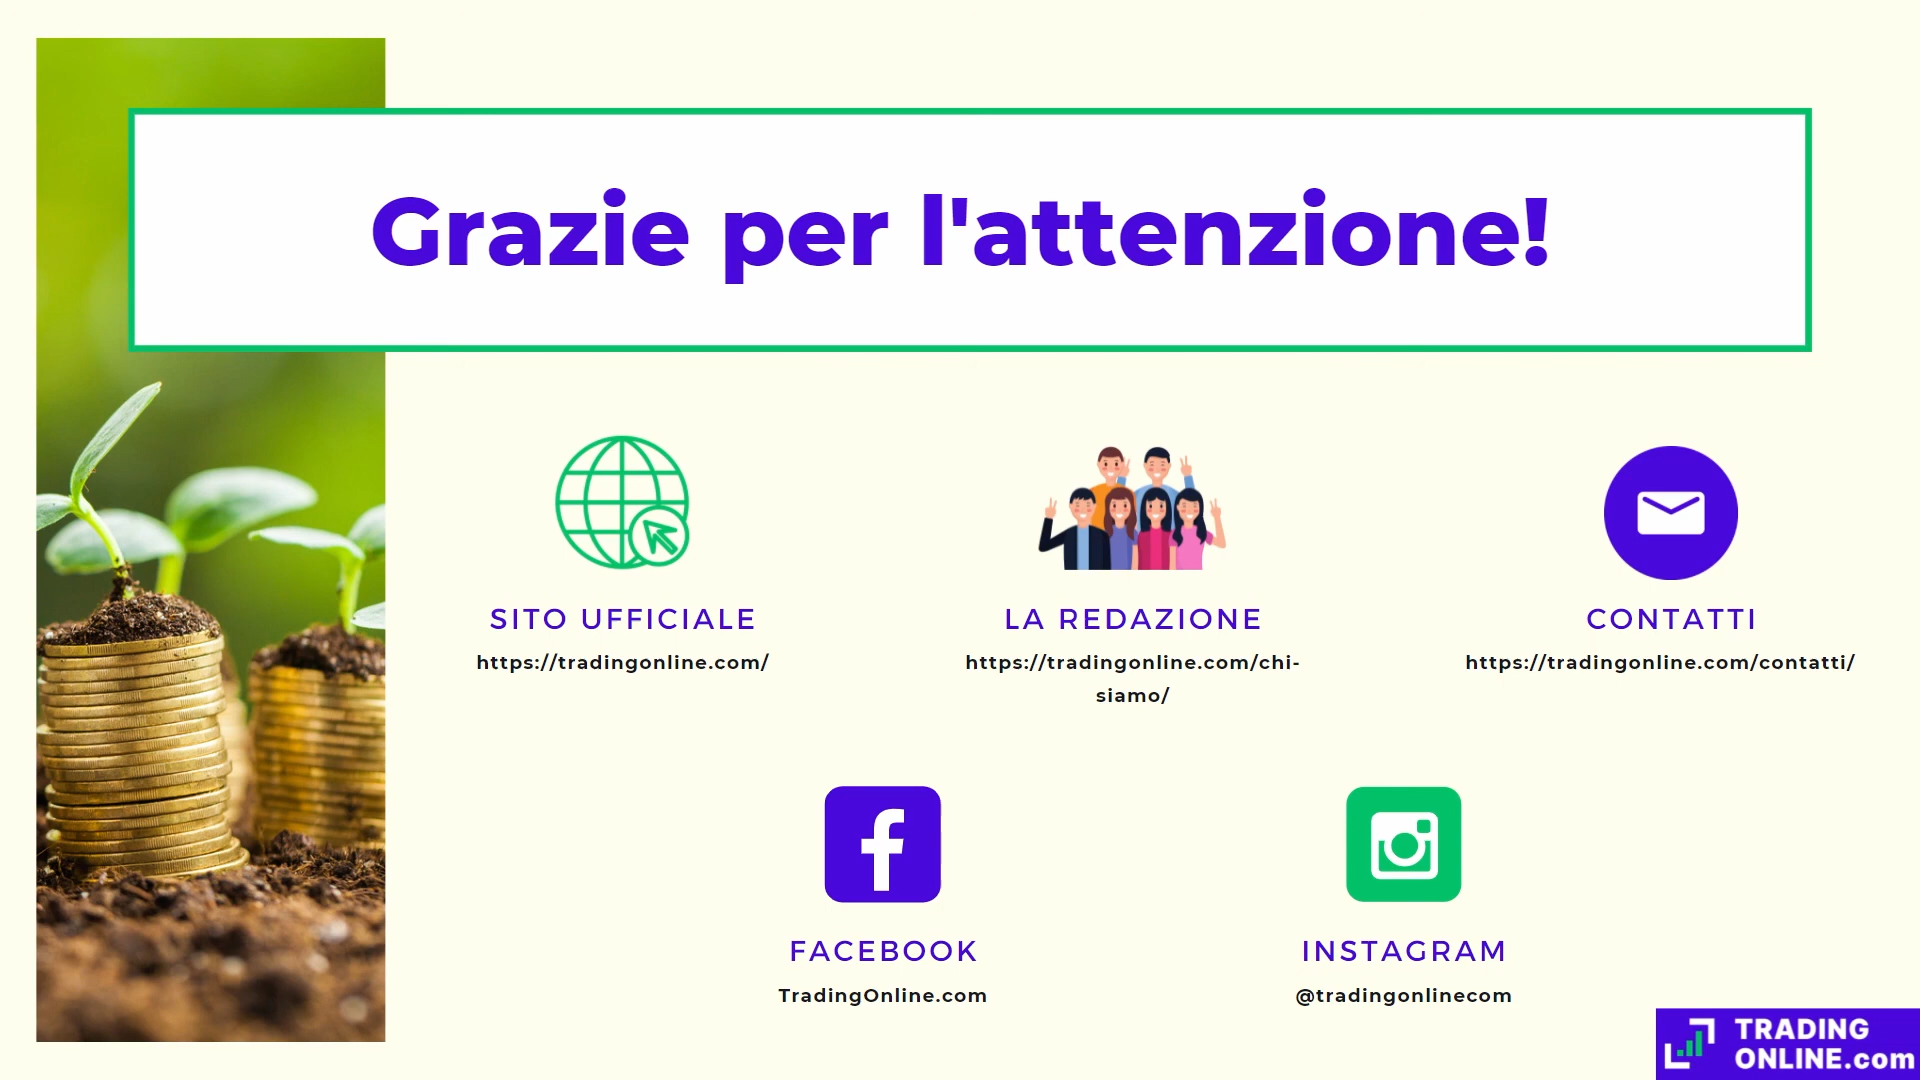 Grazie per l'attenzione!
SITO UFFICIALE
https://tradingonline.com/
LA REDAZIONE
https://tradingonline.com/chi-
siamo/
CONTATTI
https://tradingonline.com/contatti/
FACEBOOK
TradingOnline.com
INSTAGRAM
@tradingonlinecom
TRADING
ONLINE.com